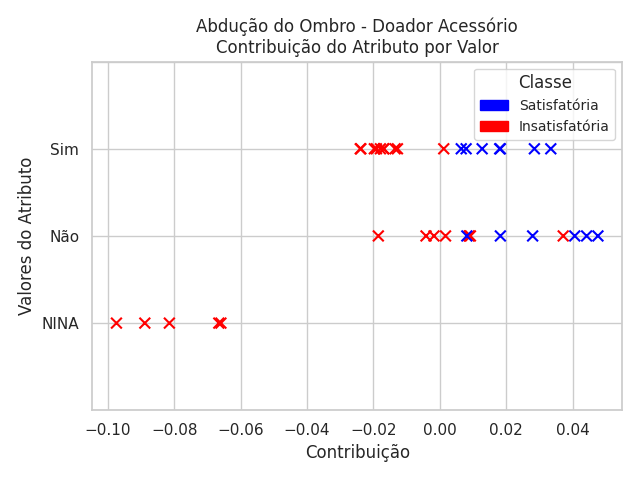 Abdução do Ombro - Doador Acessório
Contribuição do Atributo por Valor
Classe
Satisfatória
Insatisfatória
Valores do Atributo
Sim
Não
NINA
−0.10 −0.08 −0.06 −0.04 −0.02 0.00 0.02 0.04
Contribuição